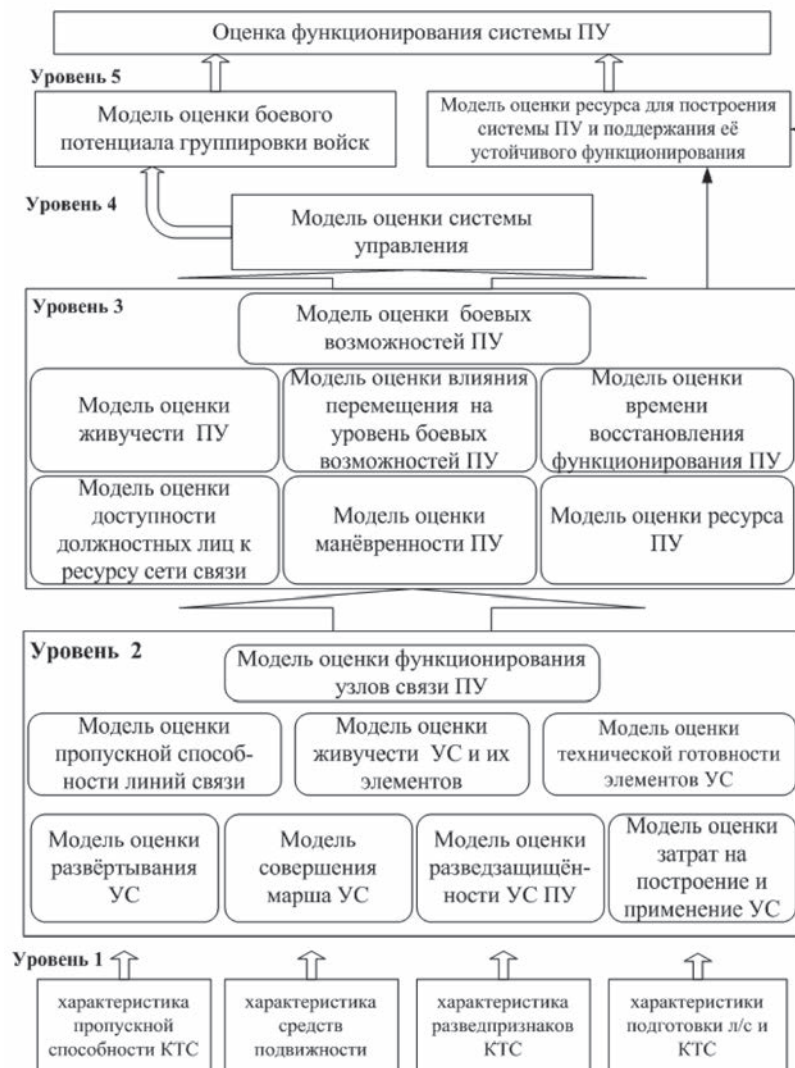 Оценка функционирования системы ПУ
Уровень 5
Модель оценки боевого
потенциала группировки войск
Модель оценки ресурса для построения
системы ПУ и поддержания её
устойчивого функционирования
Уровень 4
Модель оценки системы
управления
Уровень 3
Модель оценки боевых
возможностей ПУ
Модель оценки
живучести ПУ
Модель оценки влияния
перемещения на
уровень боевых
возможностей ПУ
Модель оценки
времени
восстановления
функционирования ПУ
Модель оценки
доступности
должностных лиц к
ресурсу сети связи
Модель оценки
манёвренности ПУ
Модель оценки ресурса
ПУ
Уровень 2
Модель оценки функционирования
узлов связи ПУ
Модель оценки
пропускной способ-
ности линий связи
Модель оценки
живучести УС и их
элементов
Модель оценки
технической готовности
элементов УС
Модель оценки
развёртывания
УС
Модель
совершения
марша УС
Модель оценки
разведзащищён-
ности УС ПУ
Модель оценки
затрат на
построение и
применение УС
Уровень 1
характеристика
пропускной
способности КТС
характеристика
средств
подвижности
характеристика
разведпризнаков
КТС
характеристики
подготовки л/с и
КТС